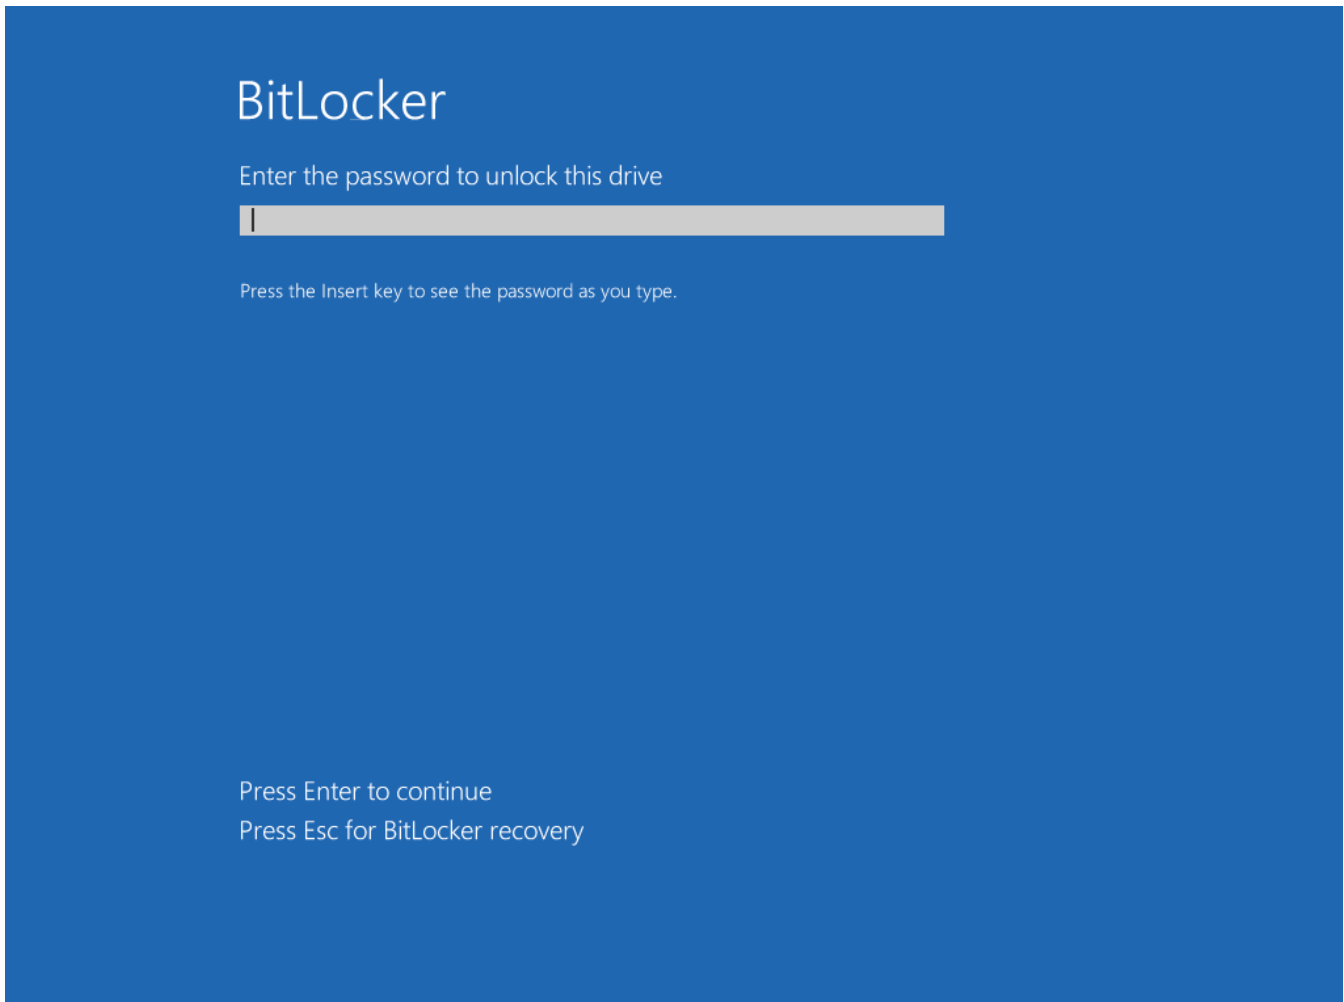 BitLocker
Enter the password to unlock this drive
Press the Insert key to see the password as you type.
Press Enter to continue
Press Esc for BitLocker recovery